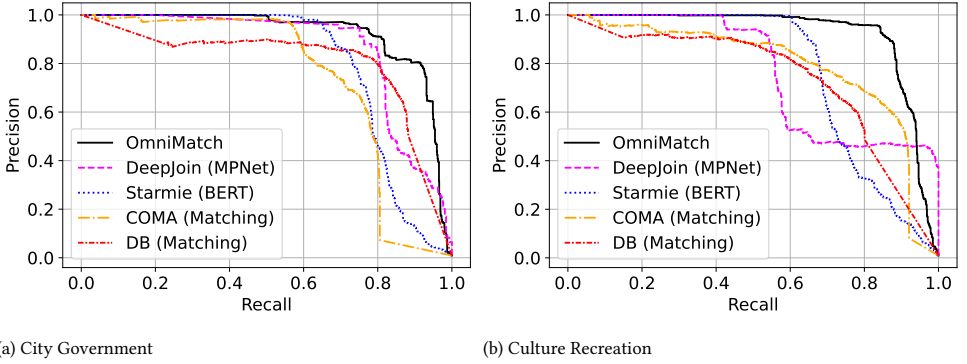 1.0
0.8
0.6
0.4
0.2
0.0
Precision
OmniMatch
DeepJoin (MPNet)
Starmie (BERT)
COMA (Matching)
DB (Matching)
0.0 0.2 0.4 0.6 0.8 1.0
Recall
(a) City Government
1.0
0.8
0.6
0.4
0.2
0.0
Precision
OmniMatch
DeepJoin (MPNet)
Starmie (BERT)
COMA (Matching)
DB (Matching)
0.0 0.2 0.4 0.6 0.8 1.0
Recall
(b) Culture Recreation